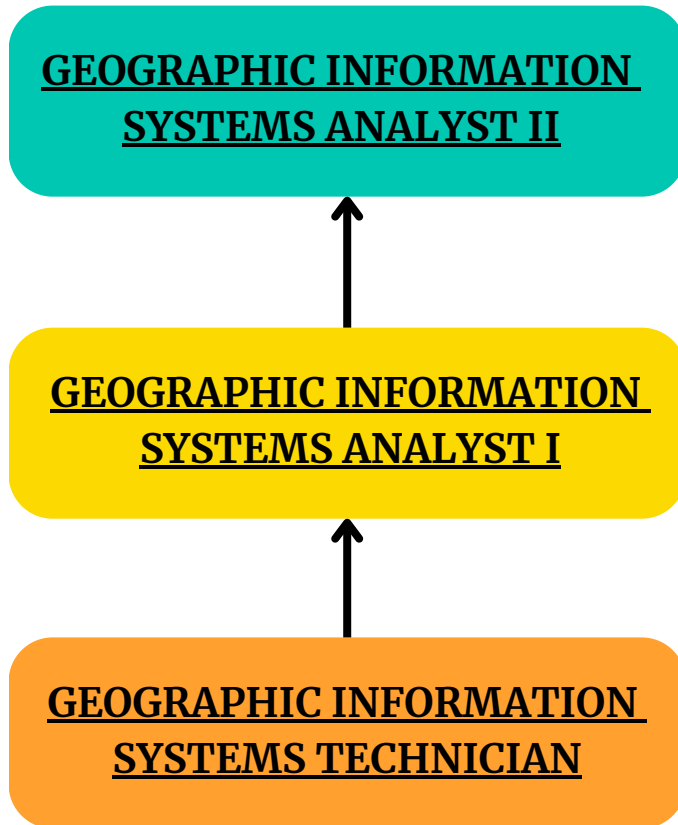 GEOGRAPHIC INFORMATION
SYSTEMS ANALYST II
GEOGRAPHIC INFORMATION
SYSTEMS ANALYST I
GEOGRAPHIC INFORMATION
SYSTEMS TECHNICIAN